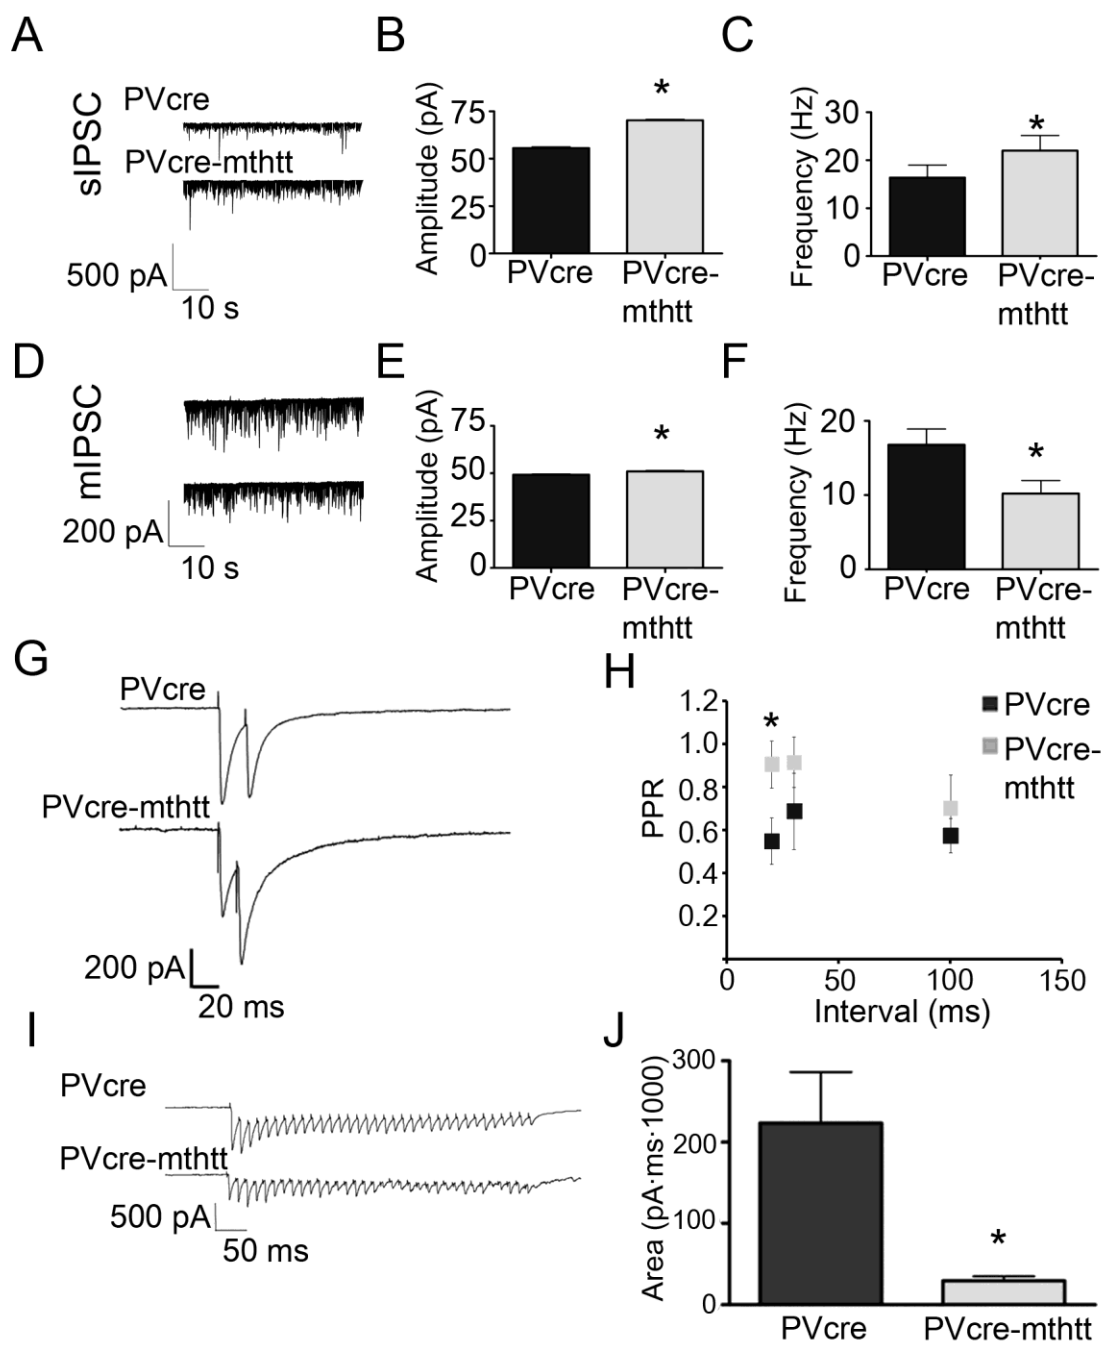 A
B
C
sIPSC
PVcre
PVcre-mthtt
500 pA
10 s
Amplitude (pA)
75
50
25
0
*
PVcre
PVcre-
mthtt
Frequency (Hz)
30
20
10
0
*
PVcre
PVcre-
mthtt
D
E
F
mIPSC
200 pA
10 s
Amplitude (pA)
75
50
25
0
*
PVcre
PVcre-
mthtt
Frequency (Hz)
20
10
0
*
PVcre
PVcre-
mthtt
G
PVcre
PVcre-mthtt
200 pA
20 ms
H
PPR
1.2
1.0
0.8
0.6
0.4
0.2
*
0
50
100
150
Interval (ms)
PVcre
PVcre-
mthtt
I
PVcre
PVcre-mthtt
500 pA
50 ms
J
Area (pA·ms·1000)
300
200
100
0
*
PVcre
PVcre-mthtt